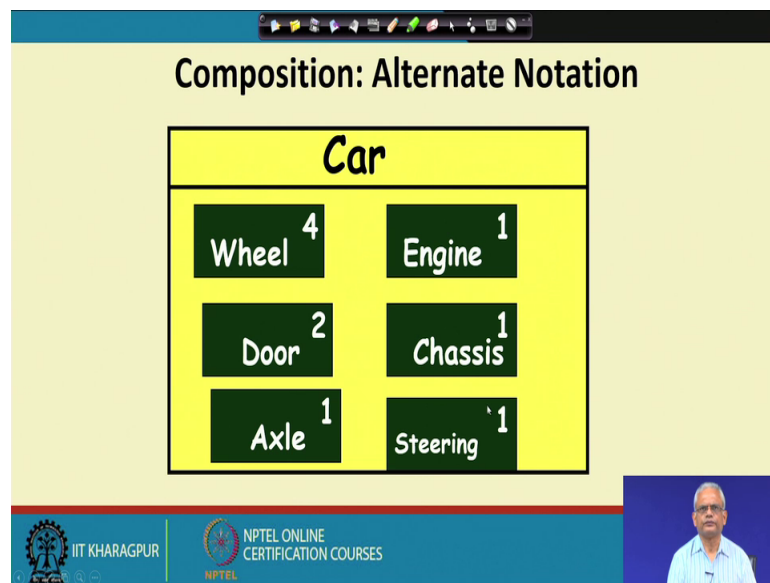 Composition: Alternate Notation
Car
Wheel 4
Engine 1
Door 2
Chassis 1
Axle 1
Steering 1
IIT KHARAGPUR
NPTEL
NPTEL ONLINE
CERTIFICATION COURSES